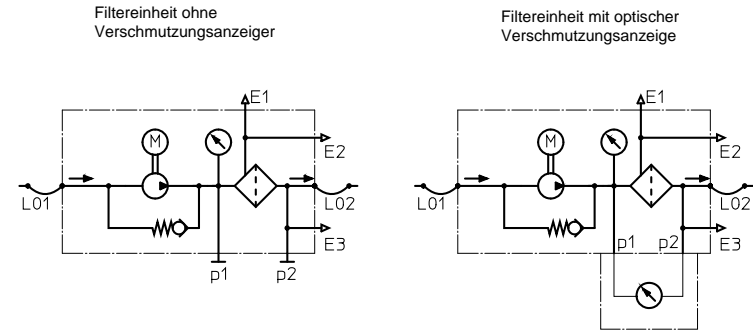 Filtereinheit ohne
Verschmutzungsanzeiger
Filtereinheit mit optischer
Verschmutzungsanzeige
E1
M
E2
L01
L02
E3
p1
p2
E1
M
E2
L01
L02
p1
p2
E3